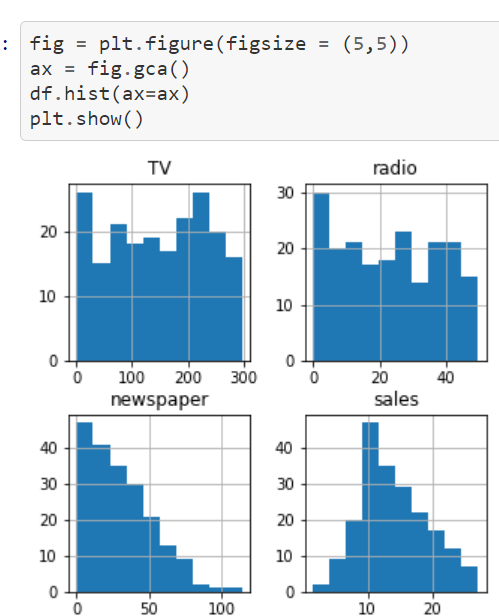 :
fig = plt.figure(figsize = (5,5))
ax = fig.gca()
df.hist(ax=ax)
plt.show()
TV
radio
20
10
0
0 100 200 300
30
20
10
0
0 20 40
newspaper
sales
40
30
20
10
0
0 50 100
40
30
20
10
0
10 20